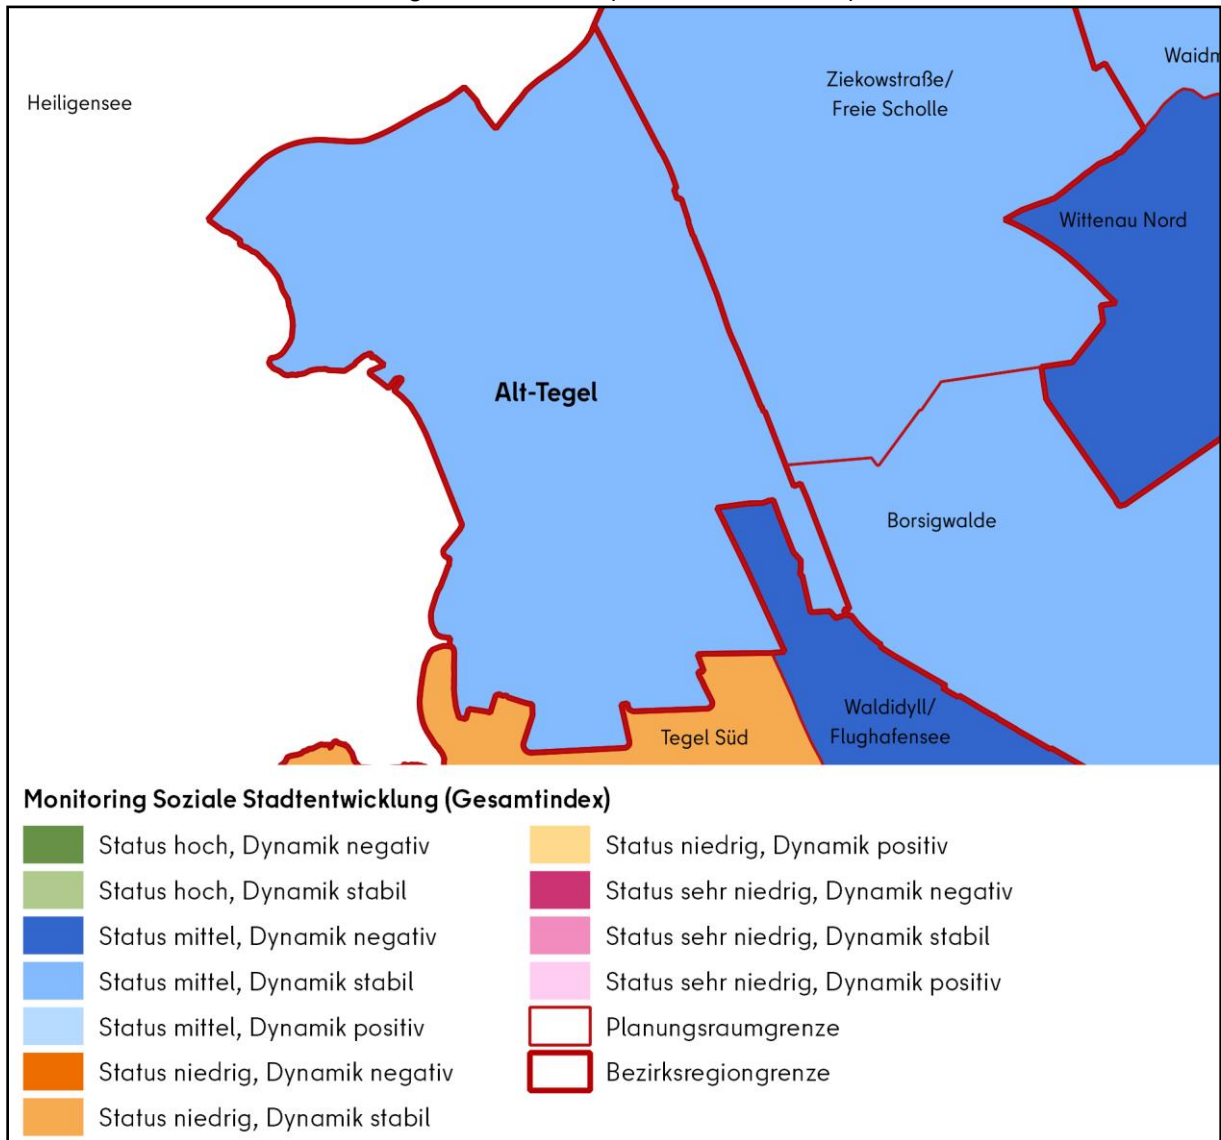 Waidm
Ziekowstraße/
Freie Scholle
Heiligensee
Wittenau Nord
Alt-Tegel
Borsigwalde
Waldidyll/
Flughafensee
Tegel Süd
Monitoring Soziale Stadtentwicklung (Gesamtindex)
Status hoch, Dynamik negativ
Status hoch, Dynamik stabil
Status mittel, Dynamik negativ
Status mittel, Dynamik stabil
Status mittel, Dynamik positiv
Status niedrig, Dynamik negativ
Status niedrig, Dynamik stabil
Status niedrig, Dynamik positiv
Status sehr niedrig, Dynamik negativ
Status sehr niedrig, Dynamik stabil
Status sehr niedrig, Dynamik positiv
Planungsraumgrenze
Bezirksregiongrenze